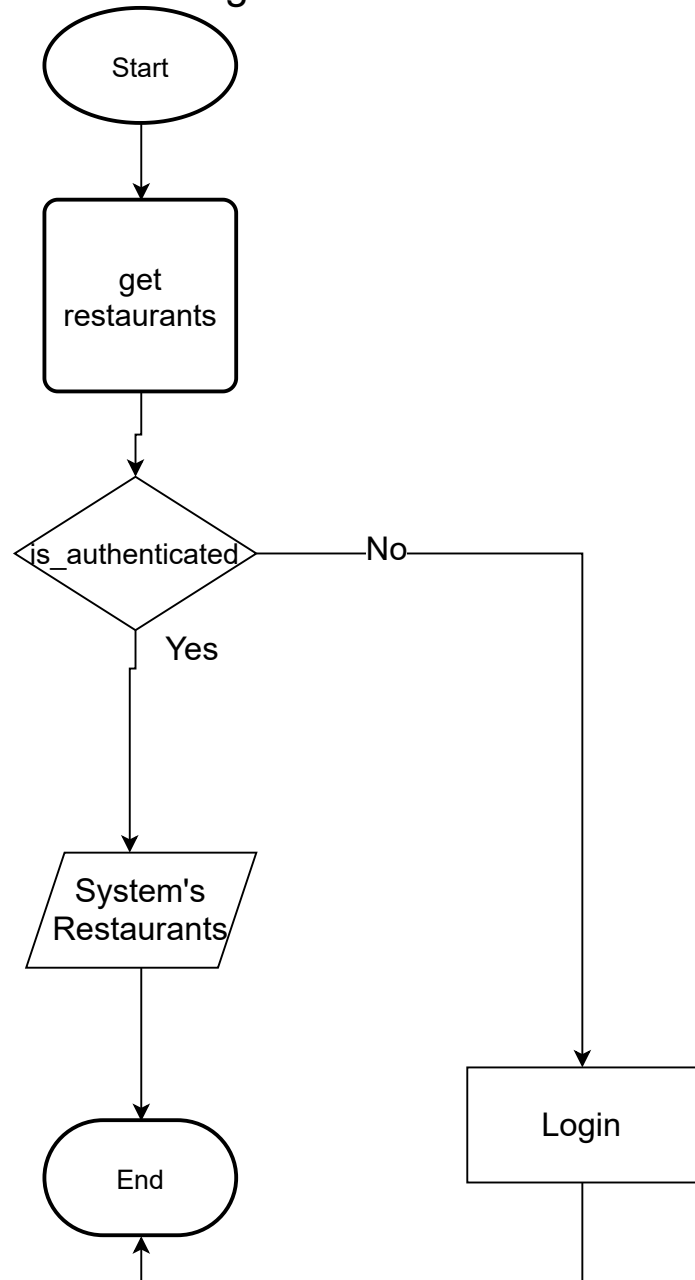 Start
get
restaurants
is_authenticated
No
Yes
System's
Restaurants
Login
End